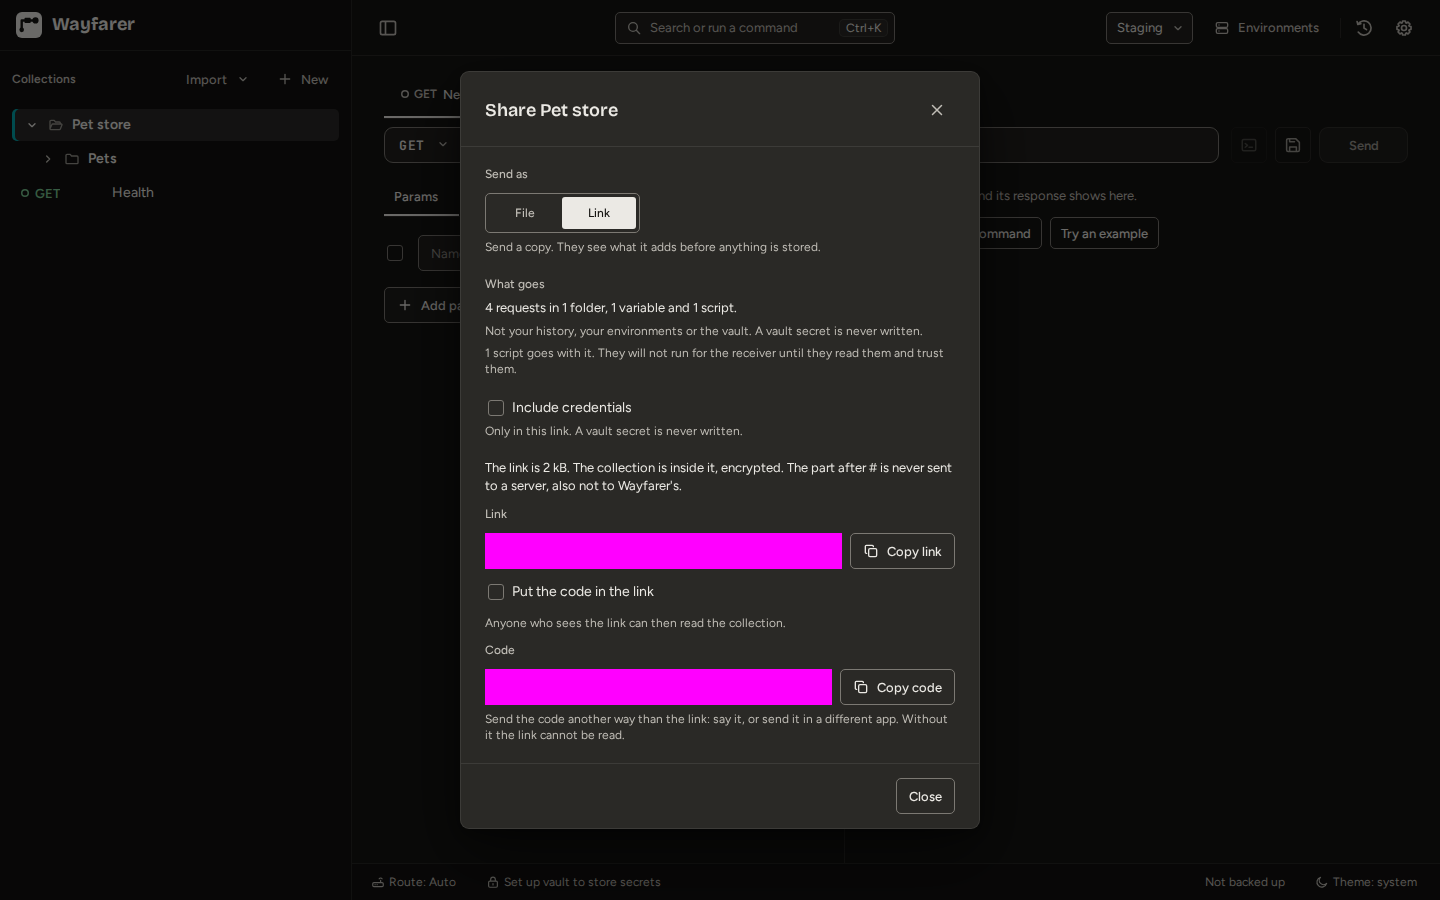 Wayfarer
Search or run a command
Ctrl+K
Staging
Environments
Collections
Import
New
Pet store
Pets
GET
Health
GET
GET
Params
Add
nd its response shows here.
Try an example
Share Pet store
Send as
File
Link
Send a copy. They see what it adds before anything is stored.
What goes
4 requests in 1 folder, 1 variable and 1 script.
Not your history, your environments or the vault. A vault secret is never written.
1 script goes with it. They will not run for the receiver until they read them and trust
them.
Include credentials
Only in this link. A vault secret is never written.
The link is 2 kB. The collection is inside it, encrypted. The part after # is never sent
to a server, also not to Wayfarer's.
Link
Copy link
Put the code in the link
Anyone who sees the link can then read the collection.
Code
Copy code
Send the code another way than the link: say it, or send it in a different app. Without
it the link cannot be read.
Close
Send
Route: Auto
Set up vault to store secrets
Not backed up
Theme: system